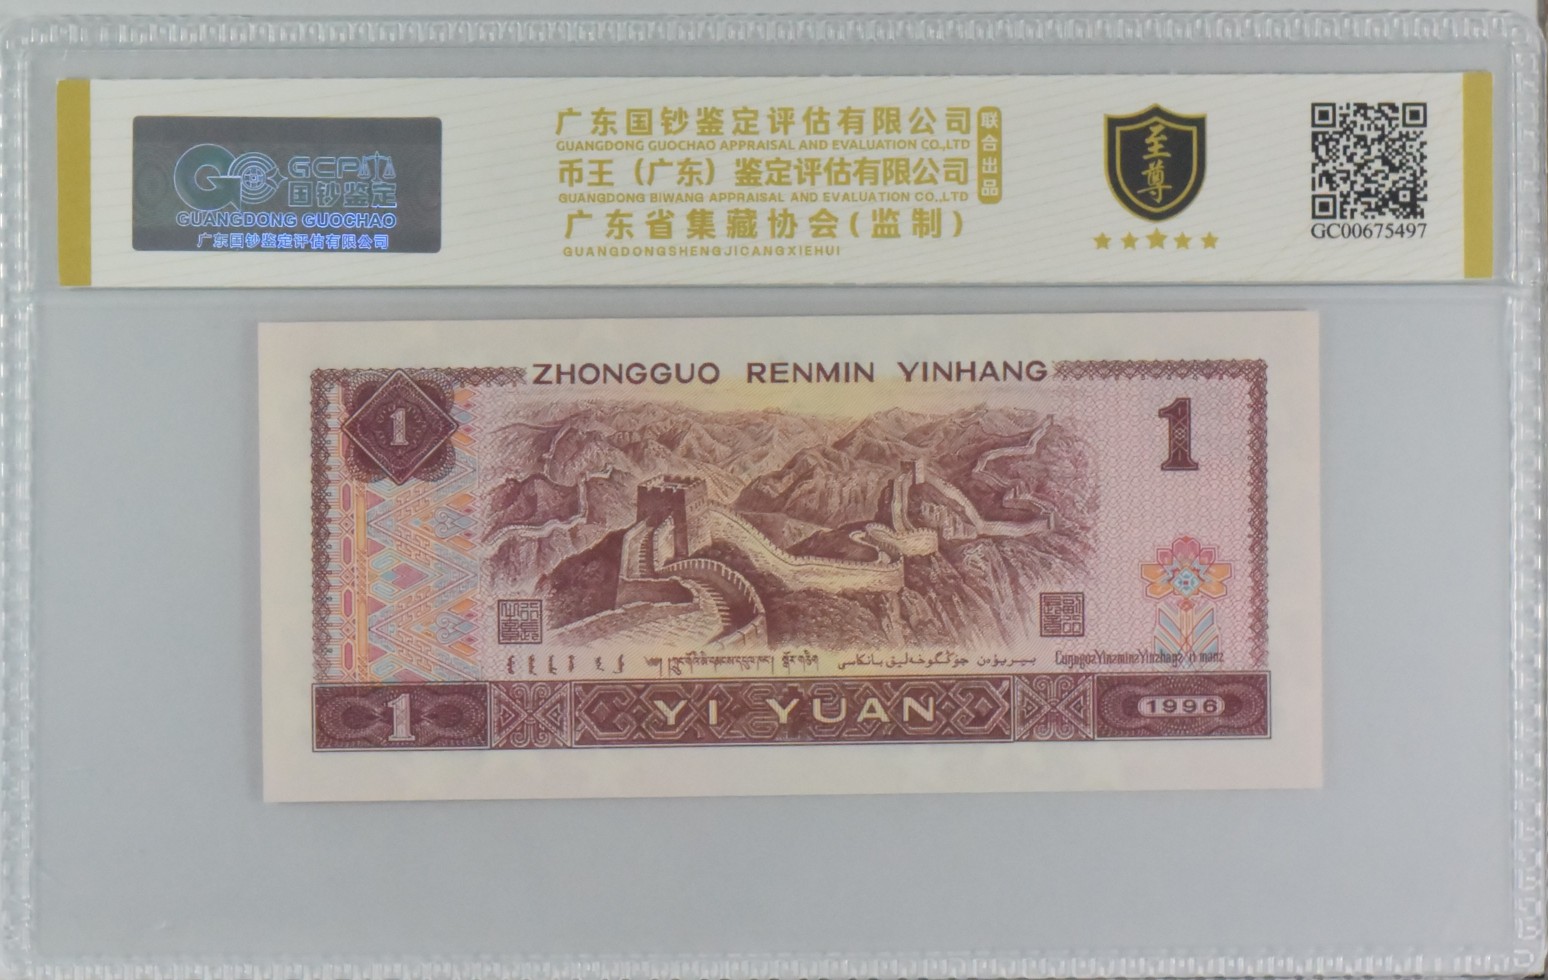 GCF
国钞鉴定
GUANGDONG GUOCHAO
广东国钞鉴定评估有限公司
广东国钞鉴定评估有限公司
GUANGDONG GUOCHAO APPRAISAL AND EVALUATION CO.,LTD
币王（广东）鉴定评估有限公司
GUANGDONG BIWANG APPRAISAL AND EVALUATION CO.,LTD
广东省集藏协会(监制)
GUANGDONGSHENGJICANGXIEHUI
联合出品
至尊
GC00675497
ZHONGGUO RENMIN YINHANG
1
1
1
YI YUAN
1996